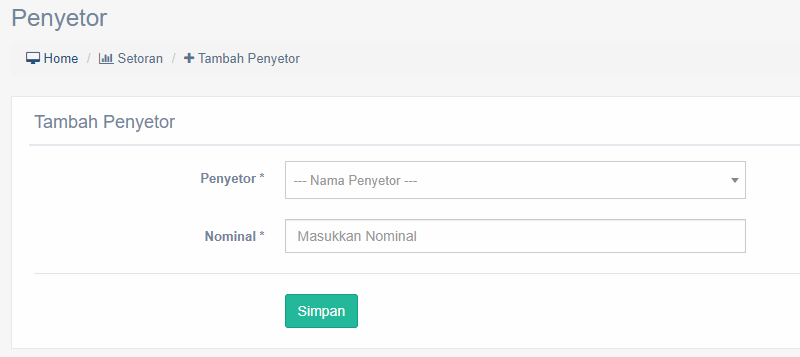 Penyetor
Home / Setoran / Tambah Penyetor
Tambah Penyetor
Penyetor * --- Nama Penyetor ---
Nominal * Masukkan Nominal
Simpan